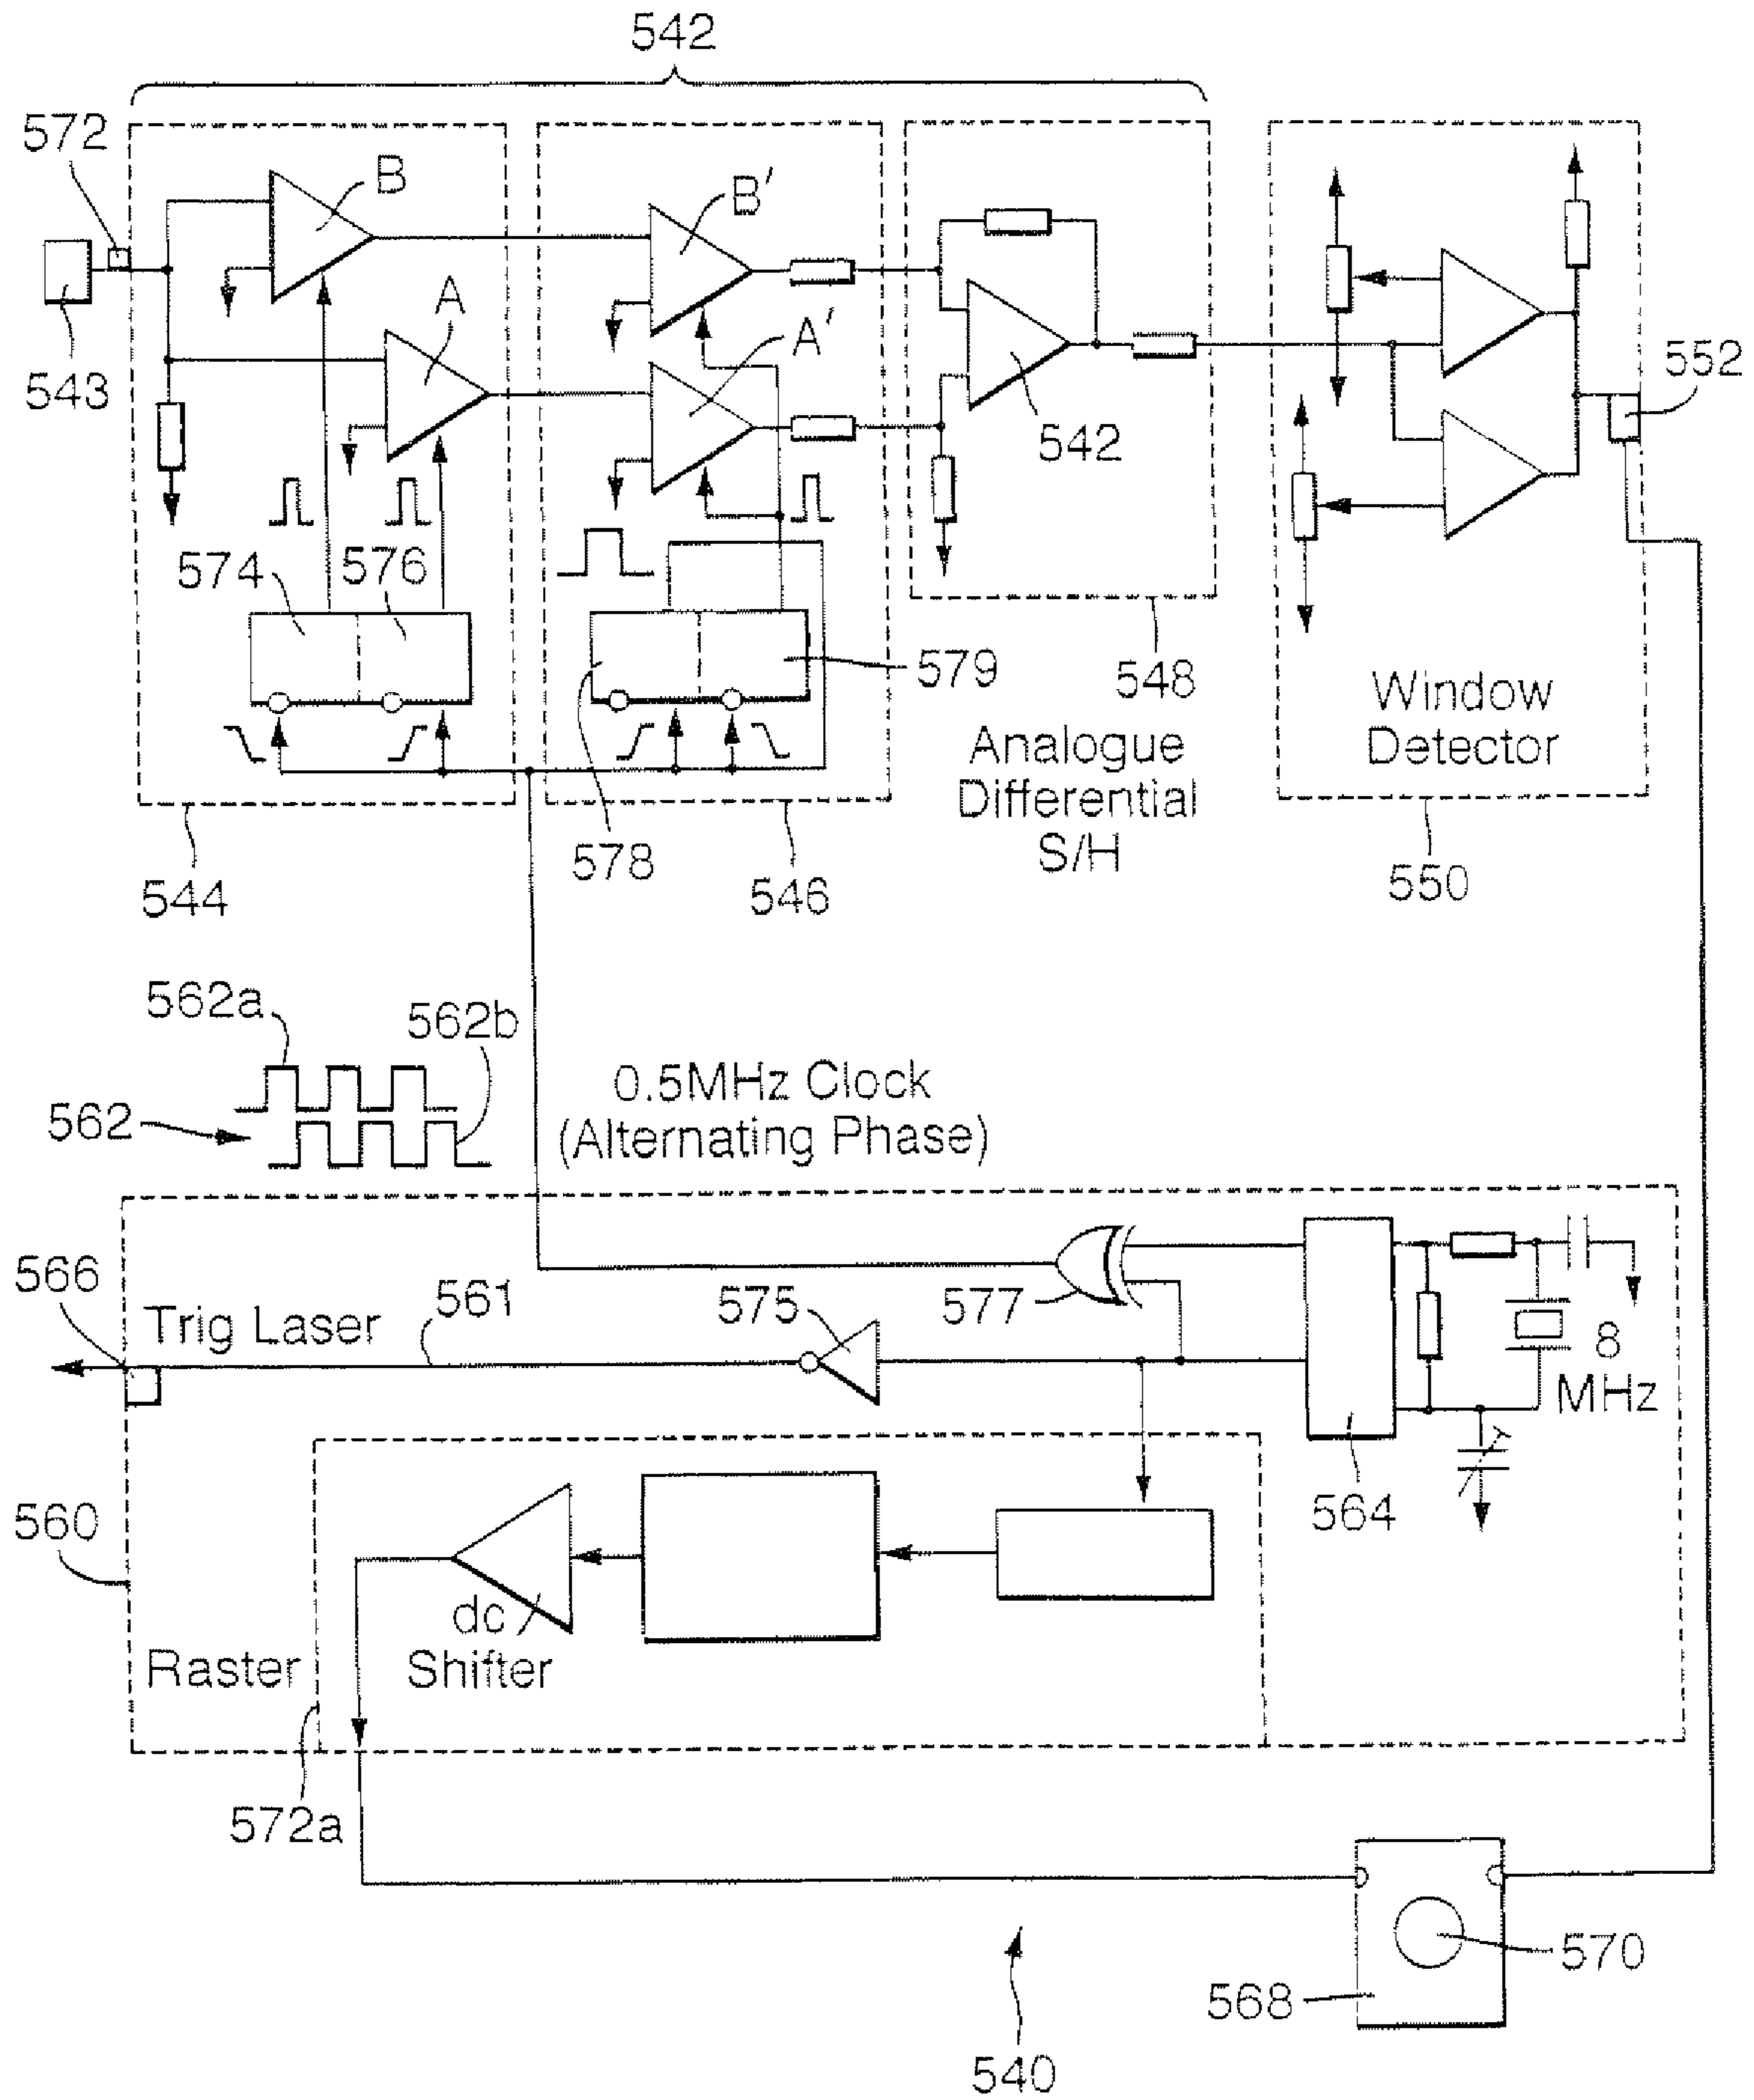 542
572
B
B′
A
A′
543
542
552
574
576
579
548
578
544
546
Analogue
Differential
S/H
Window
Detector
550
562a
562b
562
0.5MHz Clock
(Alternating Phase)
566
Trig Laser
561
575
577
8
MHz
564
560
dc
Shifter
Raster
572a
570
568
540